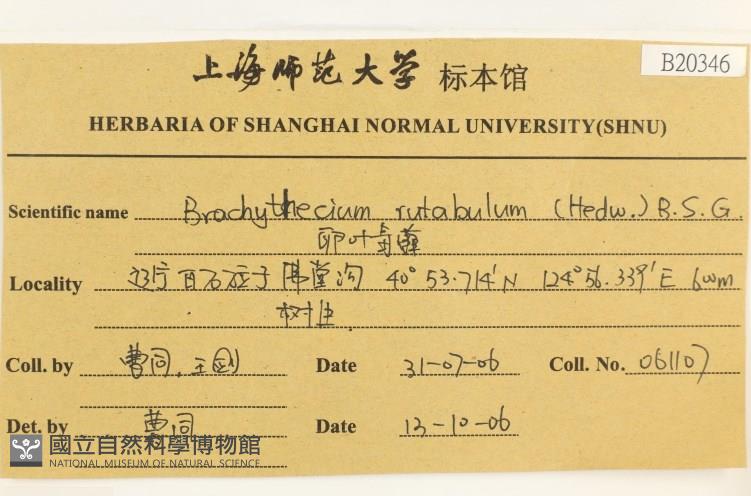 上海师范大学 标本馆
B20346
HERBARIA OF SHANGHAI NORMAL UNIVERSITY(SHNU)
Scientific name Brachythecium rutabulum (Hedw.) B.S.G.
卵叶青藓
Locality 辽宁 白石砬子 佛堂沟 40° 53.714'N 124° 56.339'E 600m
树生
Coll. by 曹同, 王剑 Date 31-07-06 Coll. No. 061107
Det. by 曹同 Date 13-10-06
國立自然科學博物館
NATIONAL MUSEUM OF NATURAL SCIENCE